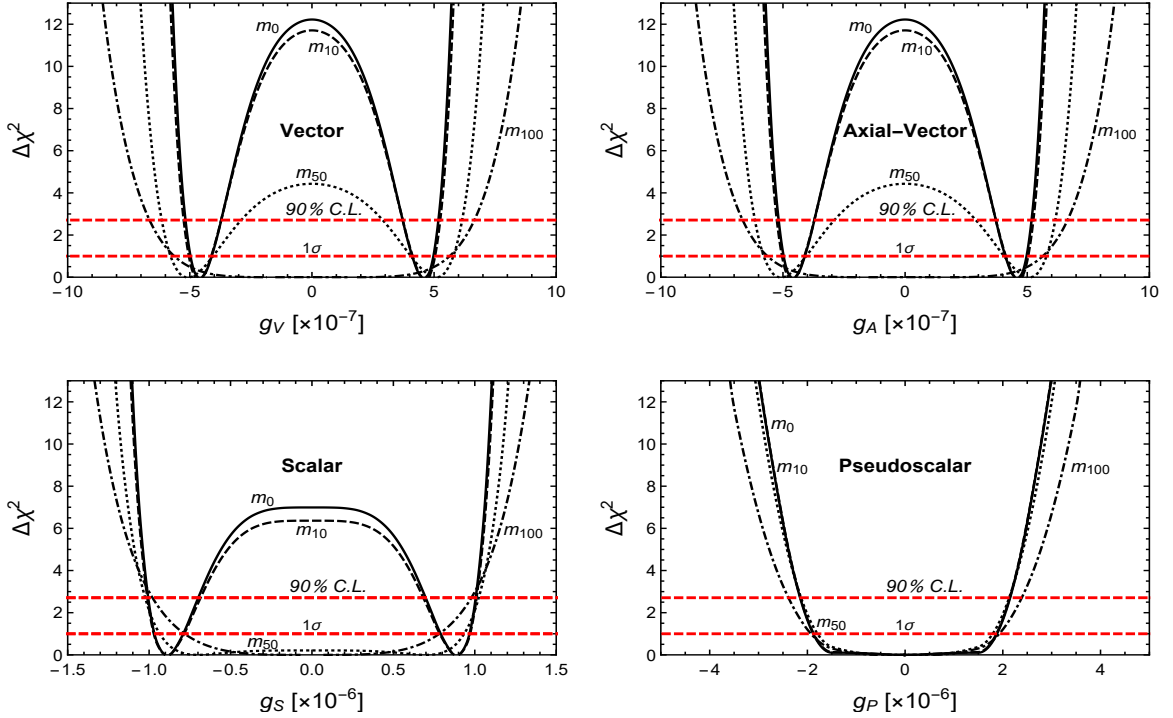 12
10
8
6
4
2
0
Δχ²
m₀
m₁₀
Vector
m₁₀₀
m₅₀
90% C.L.
1σ
−10 −5 0 5 10
g_V [×10⁻⁷]
12
10
8
6
4
2
0
Δχ²
m₀
m₁₀
Axial−Vector
m₁₀₀
m₅₀
90% C.L.
1σ
−10 −5 0 5 10
g_A [×10⁻⁷]
12
10
8
6
4
2
0
Δχ²
Scalar
m₀
m₁₀
m₁₀₀
90% C.L.
1σ
m₅₀
−1.5 −1.0 −0.5 0.0 0.5 1.0 1.5
g_S [×10⁻⁶]
12
10
8
6
4
2
0
Δχ²
m₀
m₁₀
Pseudoscalar
m₁₀₀
90% C.L.
m₅₀
1σ
−4 −2 0 2 4
g_P [×10⁻⁶]